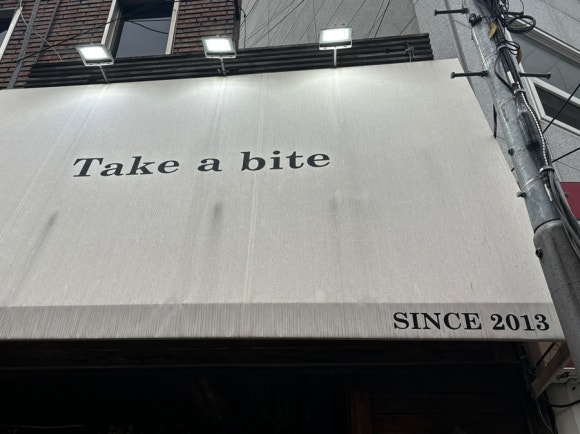 Take a bite
SINCE 2013